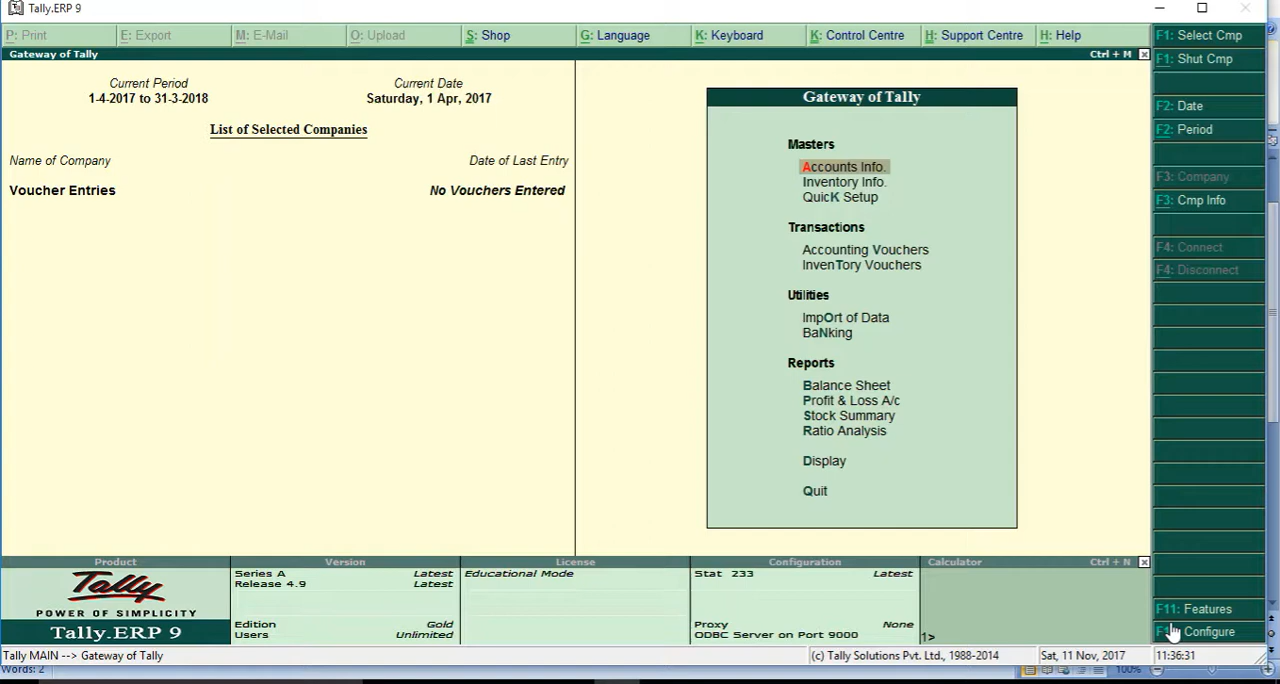 Tally.ERP 9
P: Print
E: Export
M: E-Mail
O: Upload
S: Shop
G: Language
K: Keyboard
K: Control Centre
H: Support Centre
H: Help
Gateway of Tally
Ctrl + M
Current Period
1-4-2017 to 31-3-2018
Current Date
Saturday, 1 Apr, 2017
List of Selected Companies
Name of Company
Date of Last Entry
Voucher Entries
No Vouchers Entered
Gateway of Tally
Masters
Accounts Info.
Inventory Info.
QuicK Setup
Transactions
Accounting Vouchers
InvenTory Vouchers
Utilities
ImpOrt of Data
BaNking
Reports
Balance Sheet
Profit & Loss A/c
Stock Summary
Ratio Analysis
Display
Quit
F1: Select Cmp
F1: Shut Cmp
F2: Date
F2: Period
F3: Company
F3: Cmp Info
F4: Connect
F4: Disconnect
F11: Features
Configure
Product
Tally
POWER OF SIMPLICITY
Tally.ERP 9
Version
Series A Latest
Release 4.9 Latest
Edition Gold
Users Unlimited
License
Educational Mode
Configuration
Stat 233 Latest
Proxy None
ODBC Server on Port 9000
Calculator
Ctrl + N
1>
Tally MAIN --> Gateway of Tally
(c) Tally Solutions Pvt. Ltd., 1988-2014
Sat, 11 Nov, 2017
11:36:31
Words: 2
100%